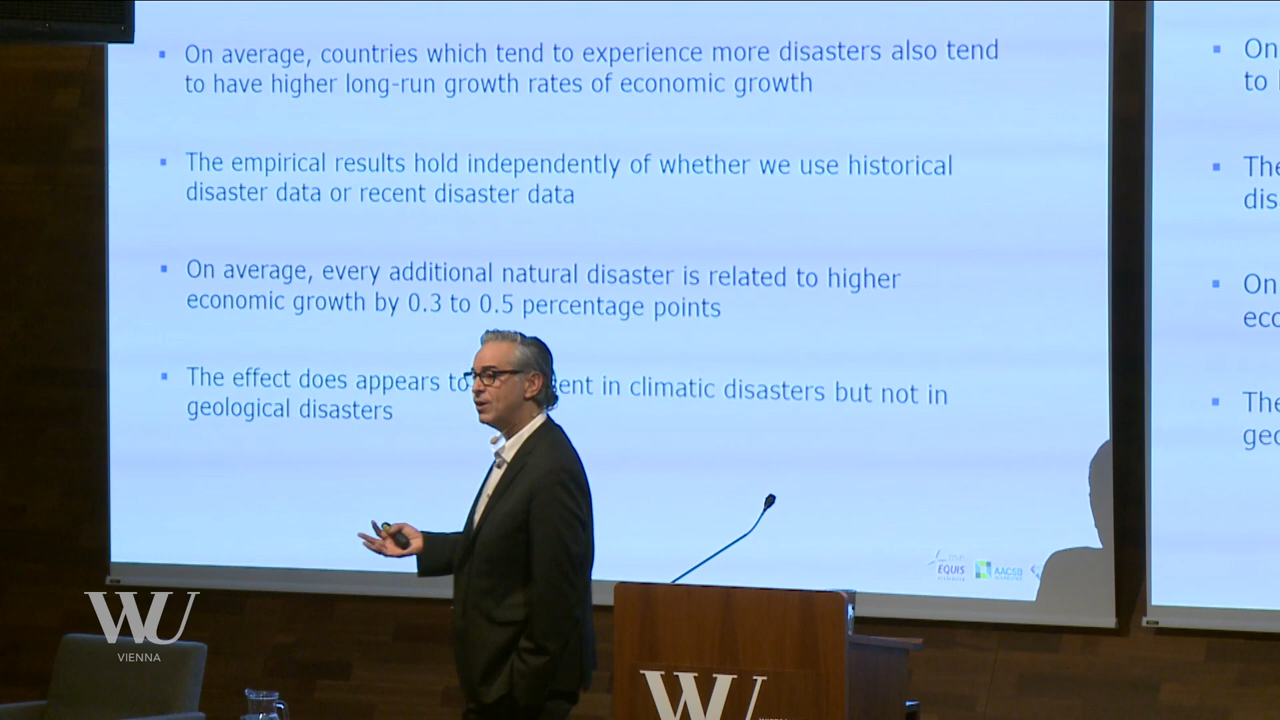 On average, countries which tend to experience more disasters also tend
to have higher long-run growth rates of economic growth
The empirical results hold independently of whether we use historical
disaster data or recent disaster data
On average, every additional natural disaster is related to higher
economic growth by 0.3 to 0.5 percentage points
The effect does appears to ent in climatic disasters but not in
geological disasters
On
to
The
dis
On
eco
The
geo
EQUIS
AACSB
WU
VIENNA
WU